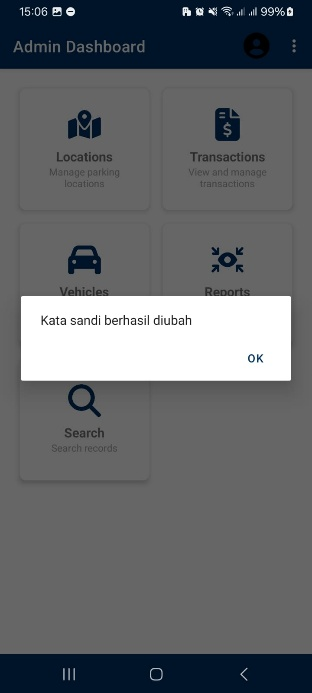 15:06 99%
Admin Dashboard
Locations
Manage parking
locations
Transactions
View and manage
transactions
Vehicles
Reports
Kata sandi berhasil diubah
OK
Search
Search records